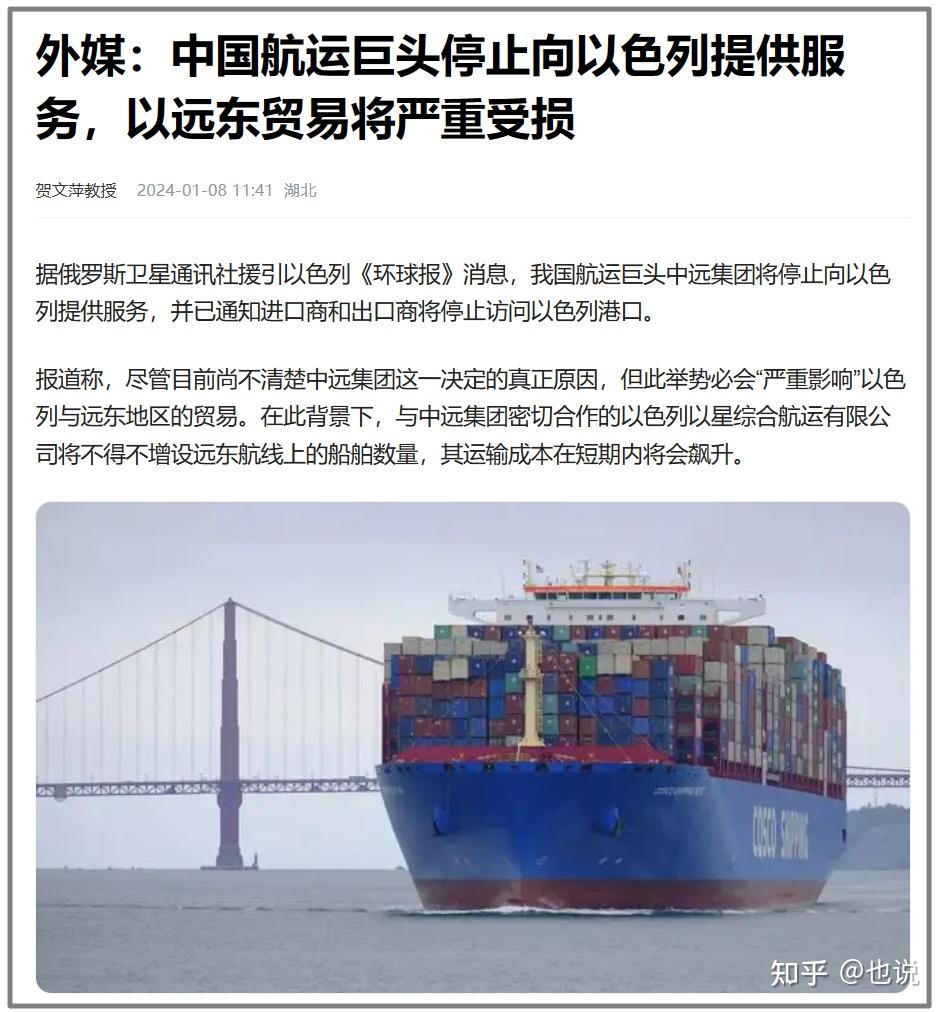 外媒：中国航运巨头停止向以色列提供服
务，以远东贸易将严重受损
贺文萍教授 2024-01-08 11:41 湖北
据俄罗斯卫星通讯社援引以色列《环球报》消息，我国航运巨头中远集团将停止向以色
列提供服务，并已通知进口商和出口商将停止访问以色列港口。
报道称，尽管目前尚不清楚中远集团这一决定的真正原因，但此举势必会“严重影响”以色
列与远东地区的贸易。在此背景下，与中远集团密切合作的以色列以星综合航运有限公
司将不得不增设远东航线上的船舶数量，其运输成本在短期内将会飙升。
COSCO SHIPPING
知乎 @也说